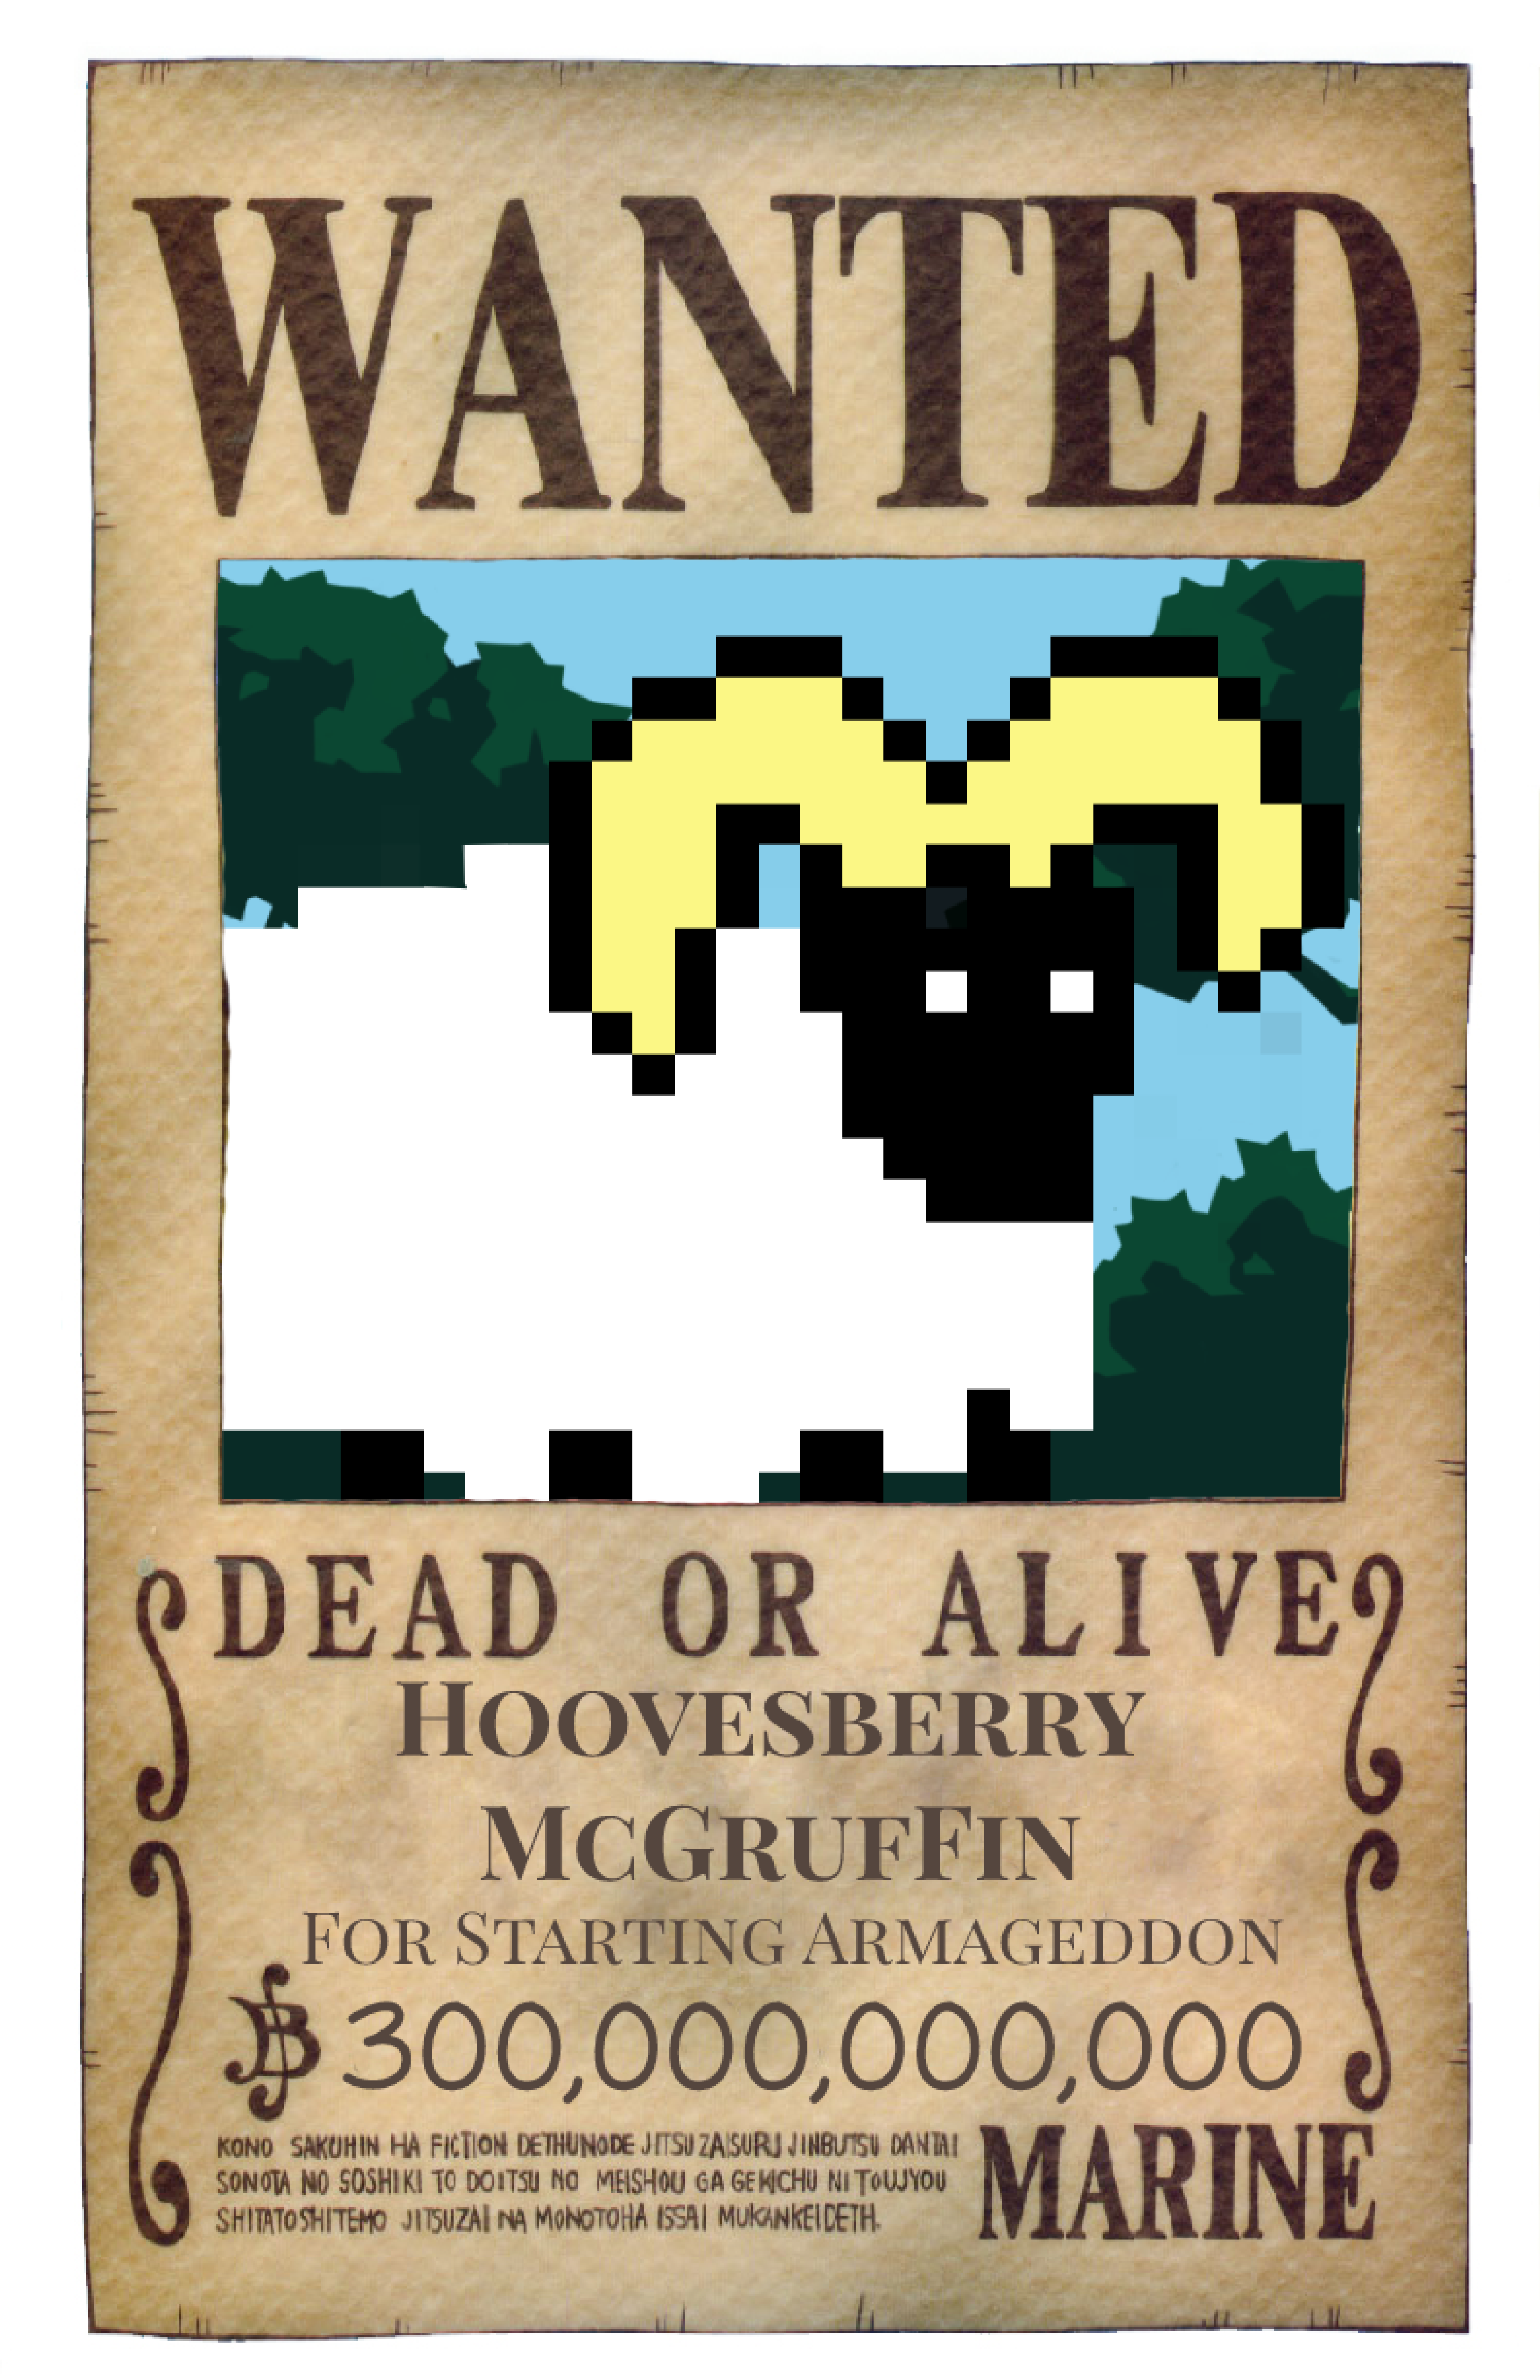 WANTED
DEAD OR ALIVE
HOOVESBERRY
MCGRUFFIN
FOR STARTING ARMAGEDDON
฿ 300,000,000,000
KONO SAKUHIN HA FICTION DETHUNODE JITSUZAISURU JINBUTSU DANTAI
SONOTA NO SOSHIKI TO DOITSU NO MEISHOU GA GEKICHU NI TOUJYOU
SHITATOSHITEMO JITSUZAI NA MONOTOHA ISSAI MUKANKEIDETH.
MARINE